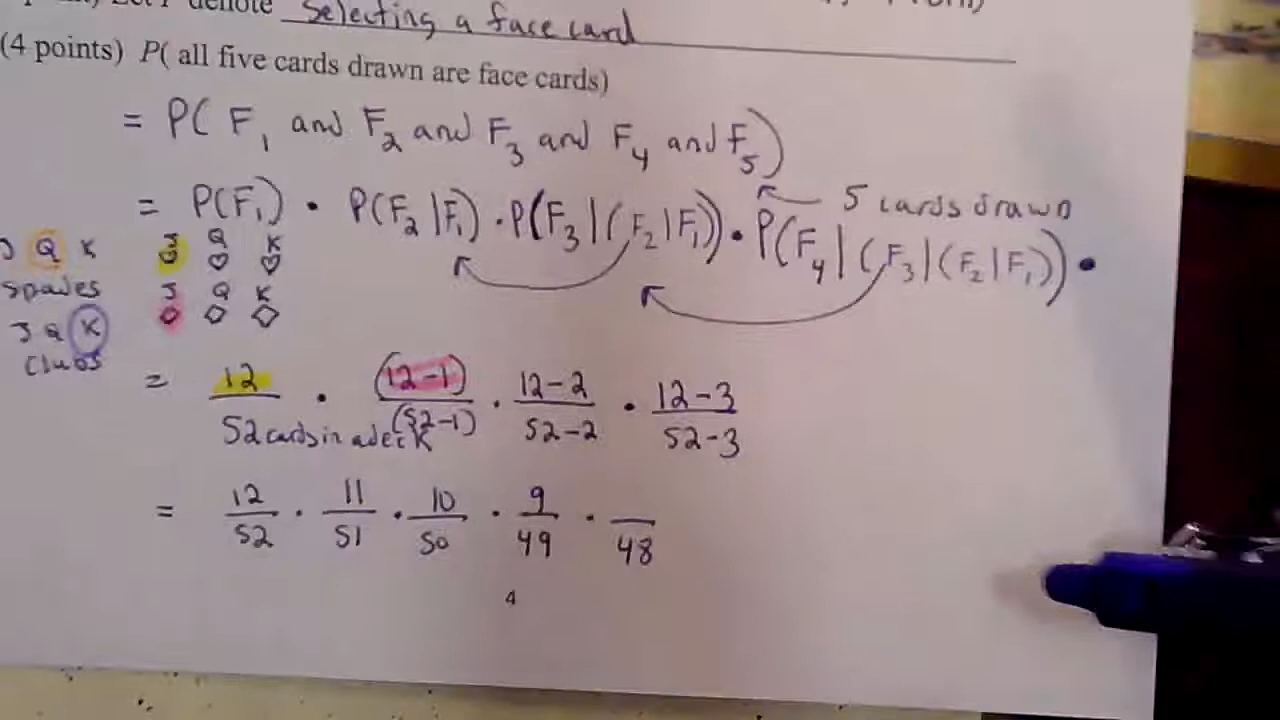 denote Selecting a face card
(4 points) P( all five cards drawn are face cards)
= P( F₁ and F₂ and F₃ and F₄ and F₅)
5 cards drawn
= P(F₁) • P(F₂|F₁) • P(F₃|(F₂|F₁)) • P(F₄|(F₃|(F₂|F₁)) •
J Q K
J Q K
♡ ♡ ♡
spades
J Q K
◇ ◇ ◇
J Q K
Clubs
= 12/52 cards in a deck • (12-1)/(52-1) • 12-2/52-2 • 12-3/52-3
= 12/52 • 11/51 • 10/50 • 9/49 • __/48
4